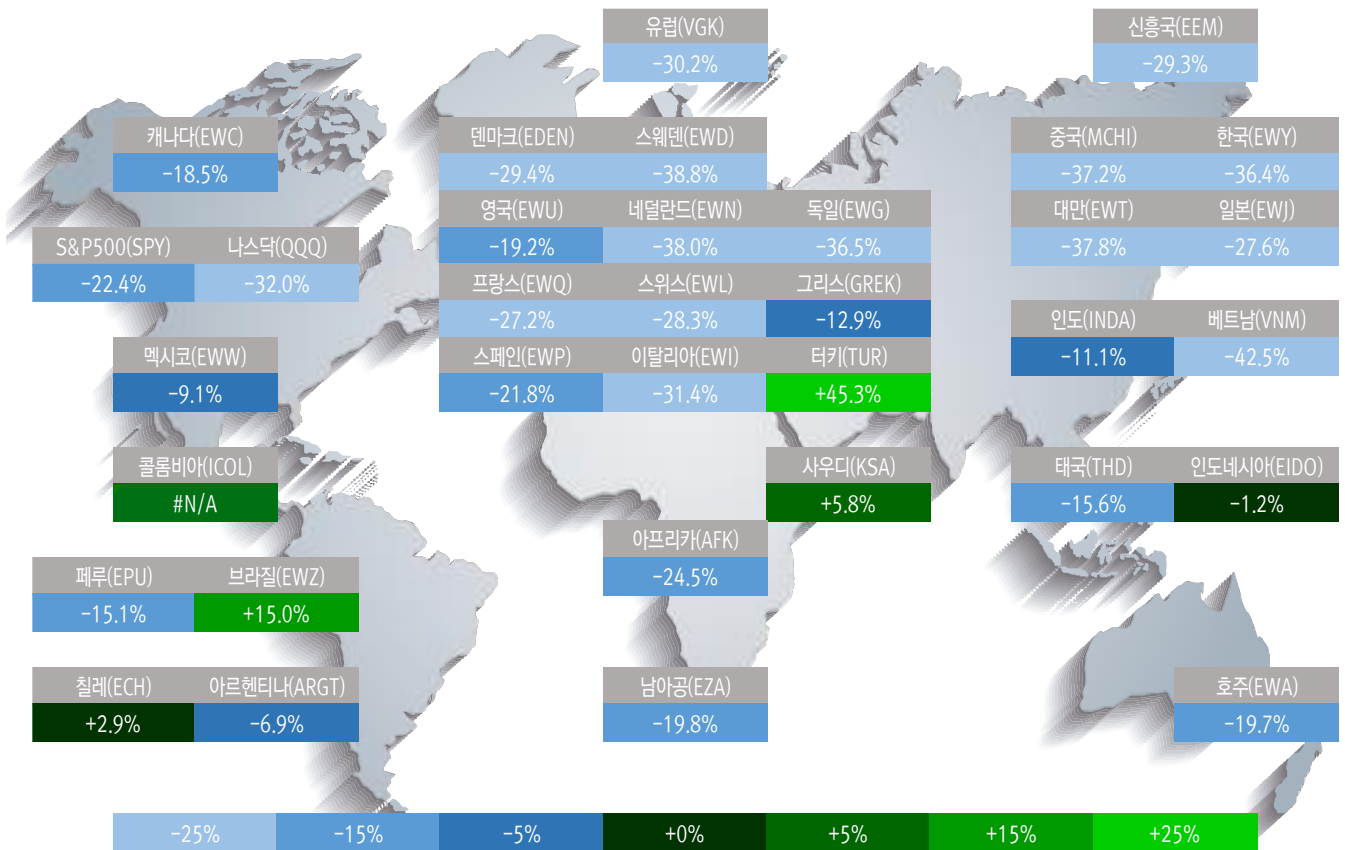 유럽(VGK) 신흥국(EEM)
-30.2% -29.3%
캐나다(EWC) 덴마크(EDEN) 스웨덴(EWD) 중국(MCHI) 한국(EWY)
-18.5% -29.4% -38.8% -37.2% -36.4%
영국(EWU) 네덜란드(EWN) 독일(EWG) 대만(EWT) 일본(EWJ)
S&P500(SPY) 나스닥(QQQ) -19.2% -38.0% -36.5% -37.8% -27.6%
-22.4% -32.0% 프랑스(EWQ) 스위스(EWL) 그리스(GREK)
-27.2% -28.3% -12.9% 인도(INDA) 베트남(VNM)
멕시코(EWW) 스페인(EWP) 이탈리아(EWI) 터키(TUR) -11.1% -42.5%
-9.1% -21.8% -31.4% +45.3%
콜롬비아(ICOL) 사우디(KSA) 태국(THD) 인도네시아(EIDO)
#N/A +5.8% -15.6% -1.2%
아프리카(AFK)
페루(EPU) 브라질(EWZ) -24.5%
-15.1% +15.0%
칠레(ECH) 아르헨티나(ARGT) 남아공(EZA) 호주(EWA)
+2.9% -6.9% -19.8% -19.7%
-25% -15% -5% +0% +5% +15% +25%